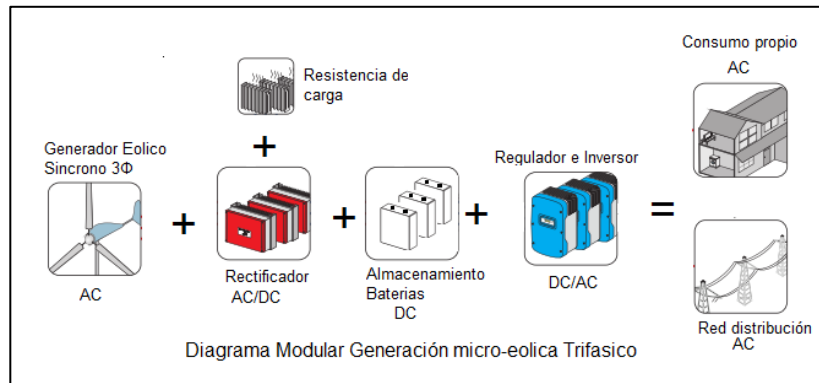 Consumo propio
AC
Resistencia de
carga
Generador Eolico
Sincrono 3Φ
Regulador e Inversor
+
+
+
+
=
AC
Rectificador
AC/DC
Almacenamiento
Baterias
DC
DC/AC
Red distribución
AC
Diagrama Modular Generación micro-eolica Trifasico